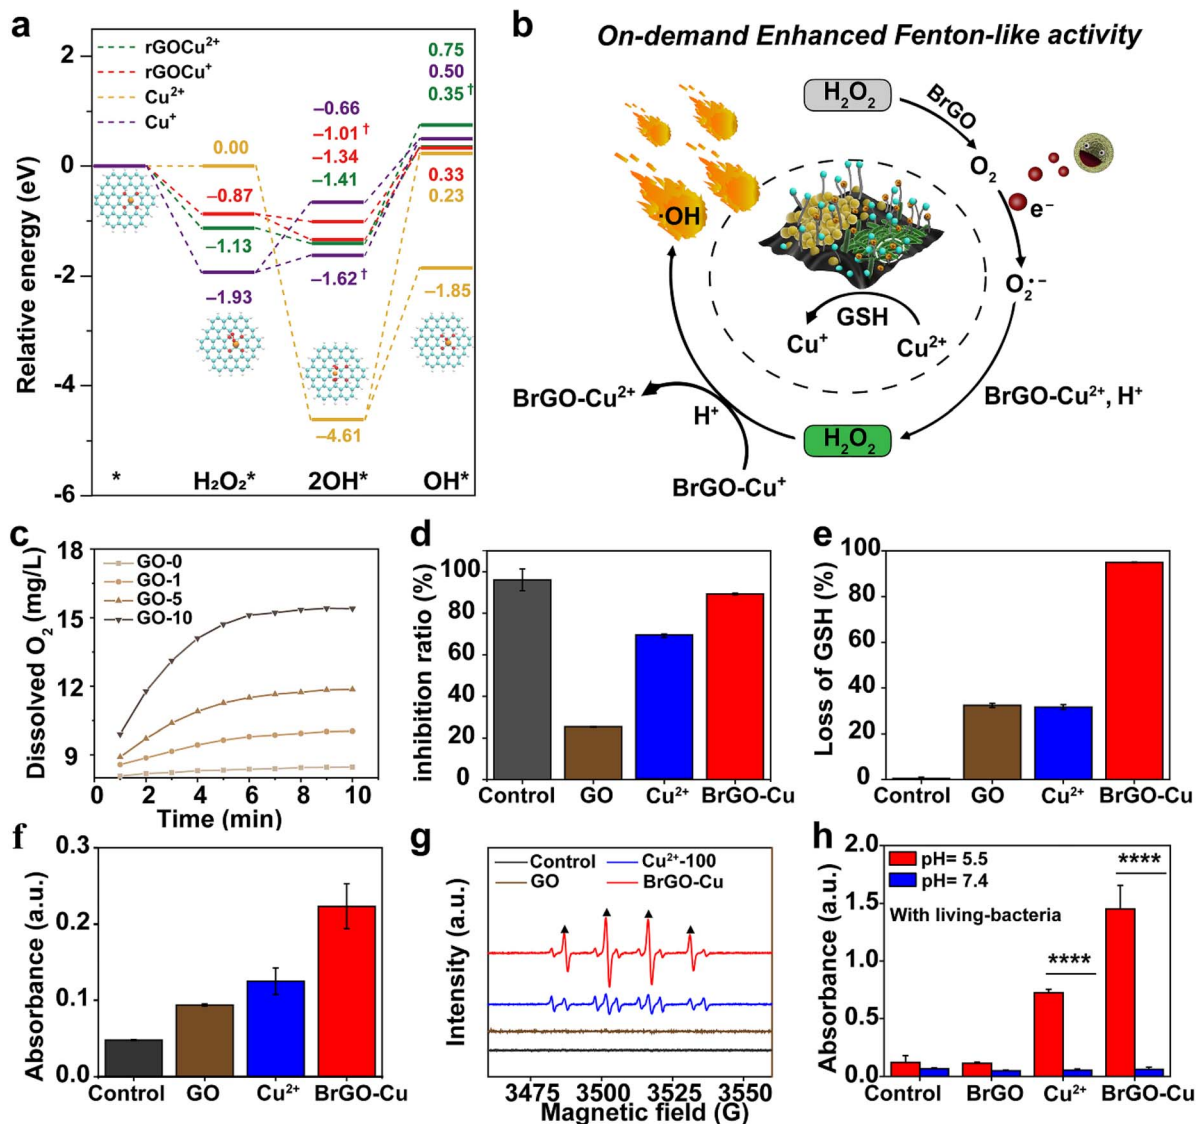 a
rGOCu²⁺
rGOCu⁺
Cu²⁺
Cu⁺
Relative energy (eV)
2
0
-2
-4
-6
0.00
–0.87
–1.13
–1.93
–0.66
–1.01†
–1.34
–1.41
–1.62†
–4.61
0.75
0.50
0.35†
0.33
0.23
–1.85
*
H₂O₂*
2OH*
OH*
b
On-demand Enhanced Fenton-like activity
H₂O₂
BrGO
O₂
e⁻
O₂•⁻
·OH
GSH
Cu⁺
Cu²⁺
BrGO-Cu²⁺
H⁺
BrGO-Cu²⁺, H⁺
H₂O₂
BrGO-Cu⁺
c
Dissolved O₂ (mg/L)
18
15
12
9
GO-0
GO-1
GO-5
GO-10
0 2 4 6 8 10
Time (min)
d
inhibition ratio (%)
100
80
60
40
20
0
Control GO Cu²⁺ BrGO-Cu
e
Loss of GSH (%)
100
80
60
40
20
0
Control GO Cu²⁺ BrGO-Cu
f
Absorbance (a.u.)
0.3
0.2
0.1
0.0
Control GO Cu²⁺ BrGO-Cu
g
Intensity (a.u.)
Control Cu²⁺-100
GO BrGO-Cu
3475 3500 3525 3550
Magnetic field (G)
h
Absorbance (a.u.)
2.0
1.5
1.0
0.5
0.0
pH= 5.5
pH= 7.4
With living-bacteria
****
****
Control BrGO Cu²⁺ BrGO-Cu